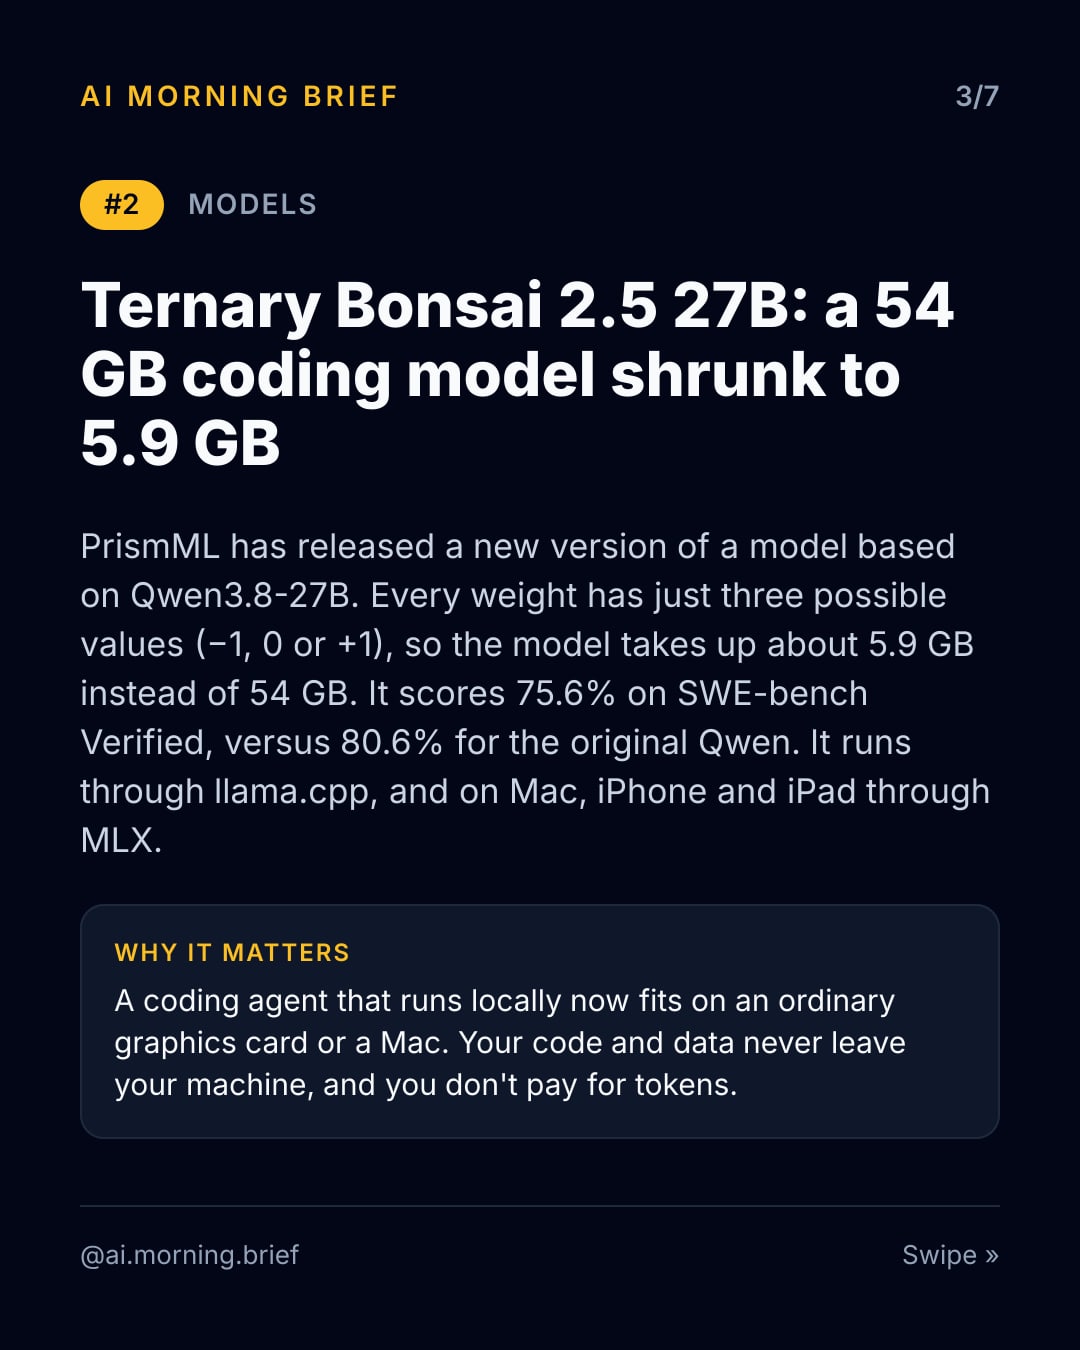 AI MORNING BRIEF
3/7
#2 MODELS
Ternary Bonsai 2.5 27B: a 54
GB coding model shrunk to
5.9 GB
PrismML has released a new version of a model based
on Qwen3.8-27B. Every weight has just three possible
values (−1, 0 or +1), so the model takes up about 5.9 GB
instead of 54 GB. It scores 75.6% on SWE-bench
Verified, versus 80.6% for the original Qwen. It runs
through llama.cpp, and on Mac, iPhone and iPad through
MLX.
WHY IT MATTERS
A coding agent that runs locally now fits on an ordinary
graphics card or a Mac. Your code and data never leave
your machine, and you don't pay for tokens.
@ai.morning.brief
Swipe »